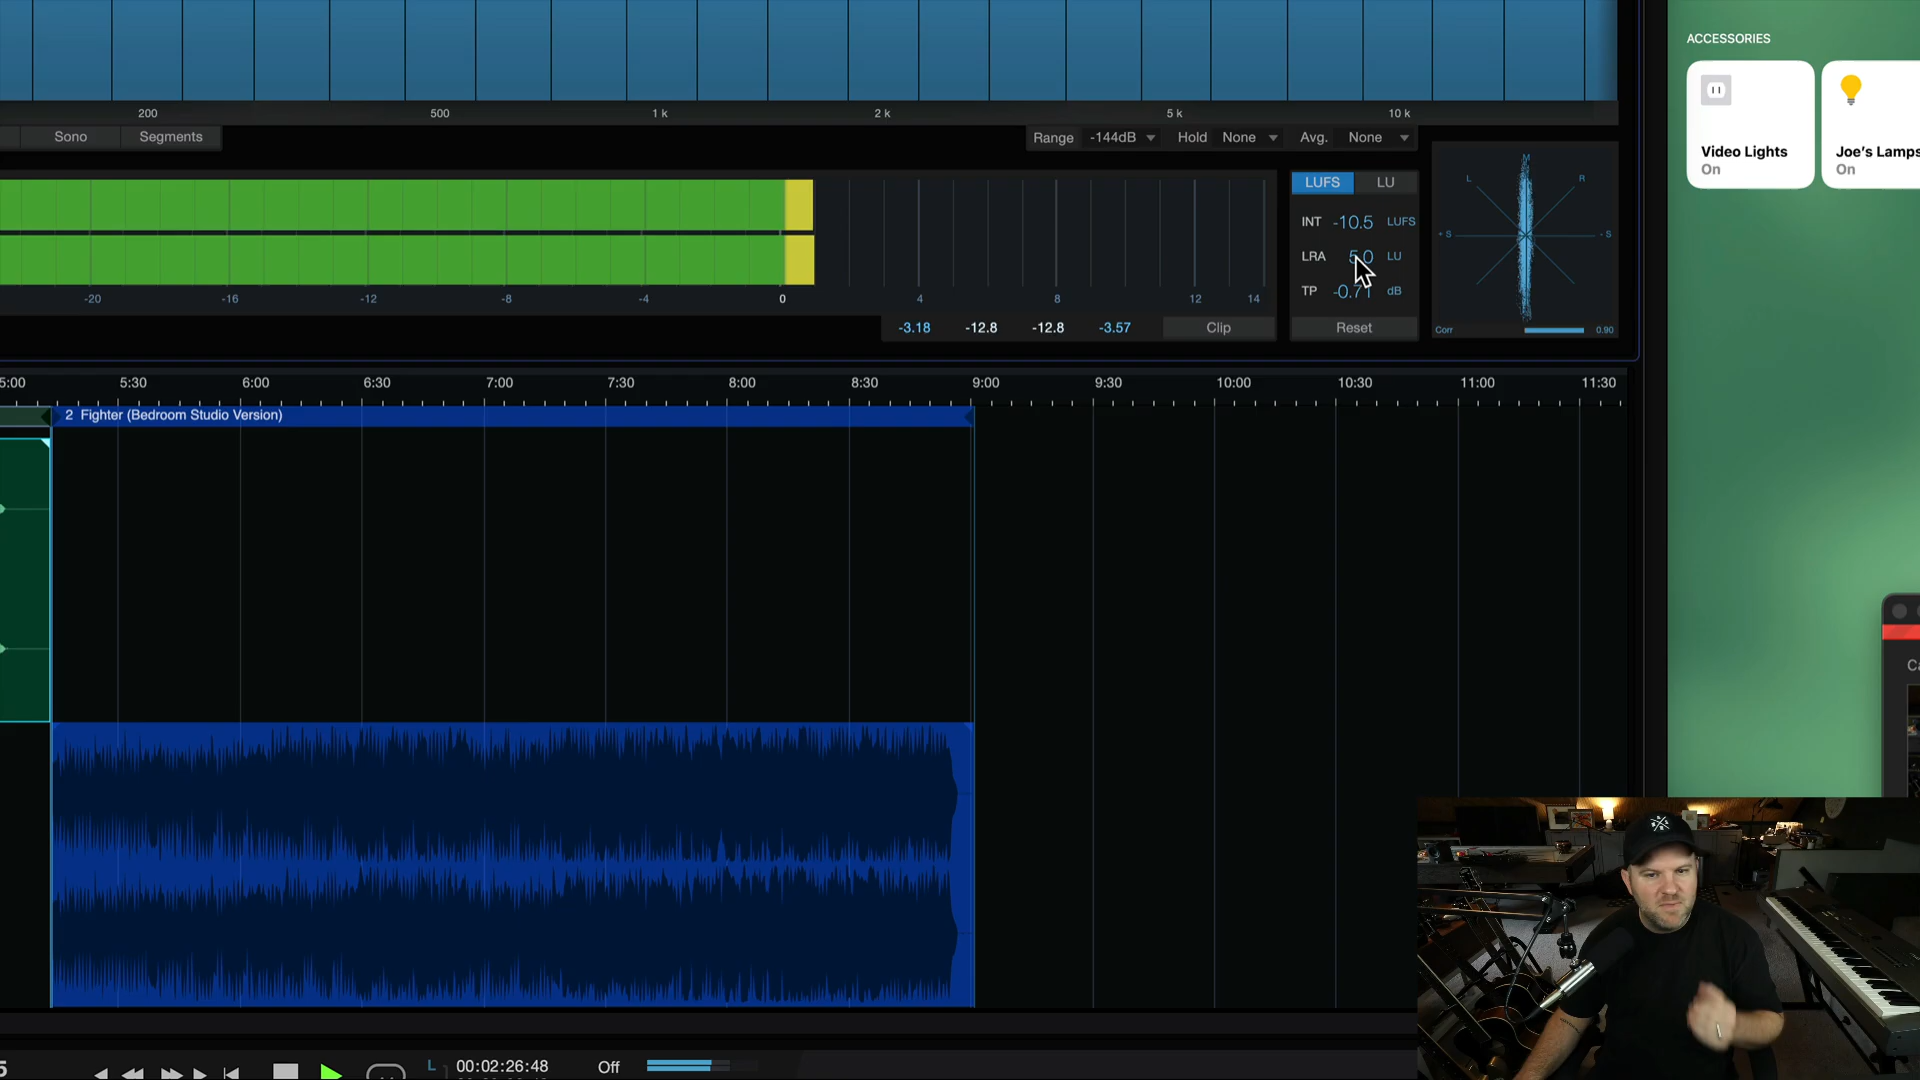 ACCESSORIES
Video Lights
On
Joe's Lamps
On
200 500 1 k 2 k 5 k 10 k
Sono Segments
Range -144dB Hold None Avg. None
LUFS LU
INT -10.5 LUFS
LRA 5.0 LU
TP -0.71 dB
Reset
M
L R
+ S - S
Corr 0.90
-20 -16 -12 -8 -4 0 4 8 12 14
-3.18 -12.8 -12.8 -3.57 Clip
5:00 5:30 6:00 6:30 7:00 7:30 8:00 8:30 9:00 9:30 10:00 10:30 11:00 11:30
2 Fighter (Bedroom Studio Version)
L 00:02:26:48 Off